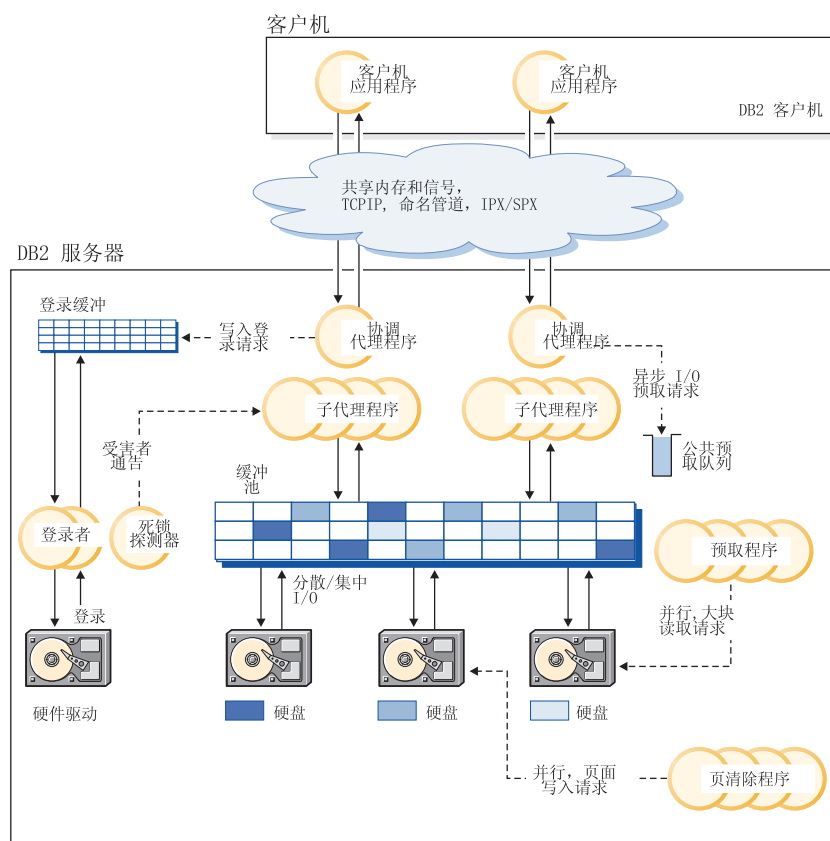 客户机
客户机
应用程序
客户机
应用程序
DB2 客户机
共享内存和信号，
TCPIP, 命名管道, IPX/SPX
DB2 服务器
登录缓冲
写入登
录请求
协调
代理程序
协调
代理程序
异步 I/O
预取请求
子代理程序
子代理程序
受害者
通告
公共预
取队列
缓冲
池
登录者
死锁
探测器
预取程序
分散/集中
I/O
登录
并行,大块
读取请求
硬件驱动
硬盘
硬盘
硬盘
并行，页面
写入请求
页清除程序